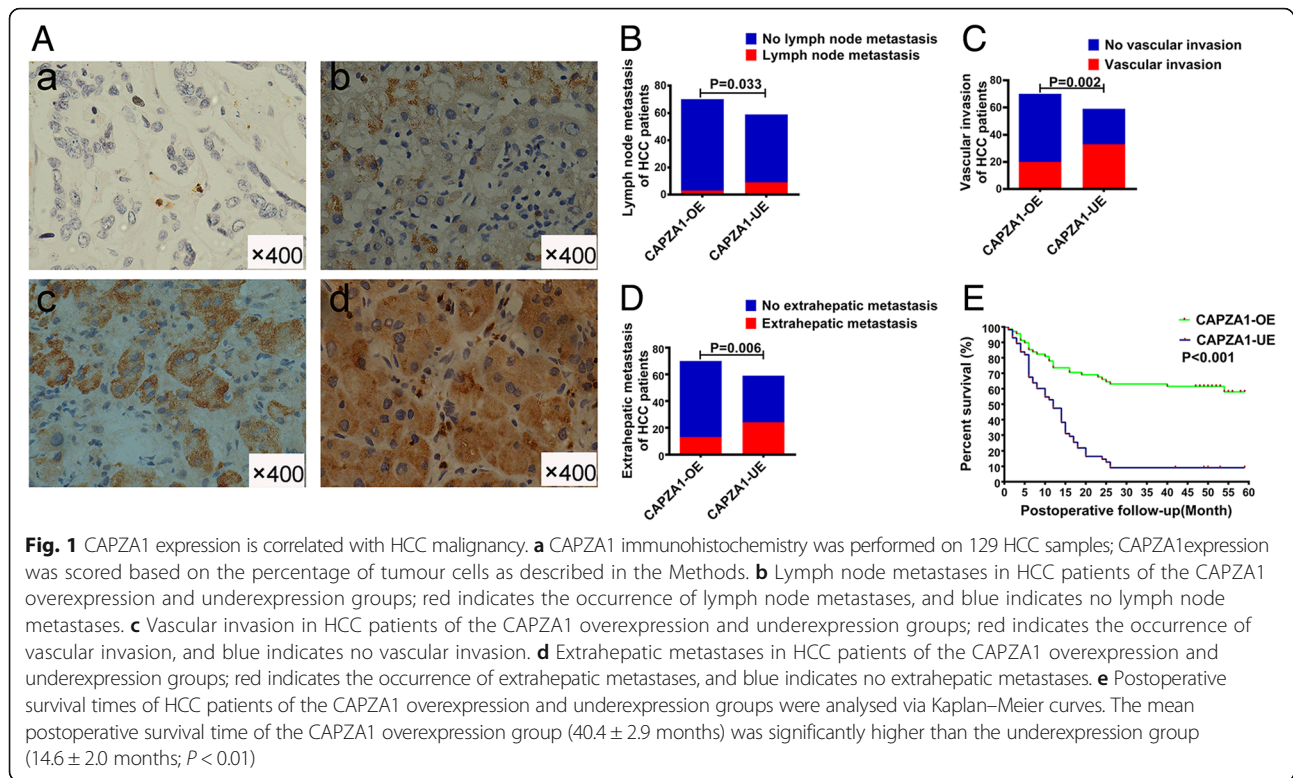 A
a
×400
b
×400
c
×400
d
×400
B
No lymph node metastasis
Lymph node metastasis
P=0.033
Lymph node metastasis
of HCC patients
80
60
40
20
0
CAPZA1-OE
CAPZA1-UE
C
No vascular invasion
Vascular invasion
P=0.002
Vascular invasion
of HCC patients
80
60
40
20
0
CAPZA1-OE
CAPZA1-UE
D
No extrahepatic metastasis
Extrahepatic metastasis
P=0.006
Extrahepatic metastasis
of HCC patients
80
60
40
20
0
CAPZA1-OE
CAPZA1-UE
E
CAPZA1-OE
CAPZA1-UE
P<0.001
Percent survival (%)
100
90
80
70
60
50
40
30
20
10
0
0 5 10 15 20 25 30 35 40 45 50 55 60
Postoperative follow-up(Month)
Fig. 1 CAPZA1 expression is correlated with HCC malignancy. a CAPZA1 immunohistochemistry was performed on 129 HCC samples; CAPZA1expression
was scored based on the percentage of tumour cells as described in the Methods. b Lymph node metastases in HCC patients of the CAPZA1
overexpression and underexpression groups; red indicates the occurrence of lymph node metastases, and blue indicates no lymph node
metastases. c Vascular invasion in HCC patients of the CAPZA1 overexpression and underexpression groups; red indicates the occurrence of
vascular invasion, and blue indicates no vascular invasion. d Extrahepatic metastases in HCC patients of the CAPZA1 overexpression and
underexpression groups; red indicates the occurrence of extrahepatic metastases, and blue indicates no extrahepatic metastases. e Postoperative
survival times of HCC patients of the CAPZA1 overexpression and underexpression groups were analysed via Kaplan–Meier curves. The mean
postoperative survival time of the CAPZA1 overexpression group (40.4 ± 2.9 months) was significantly higher than the underexpression group
(14.6 ± 2.0 months; P < 0.01)